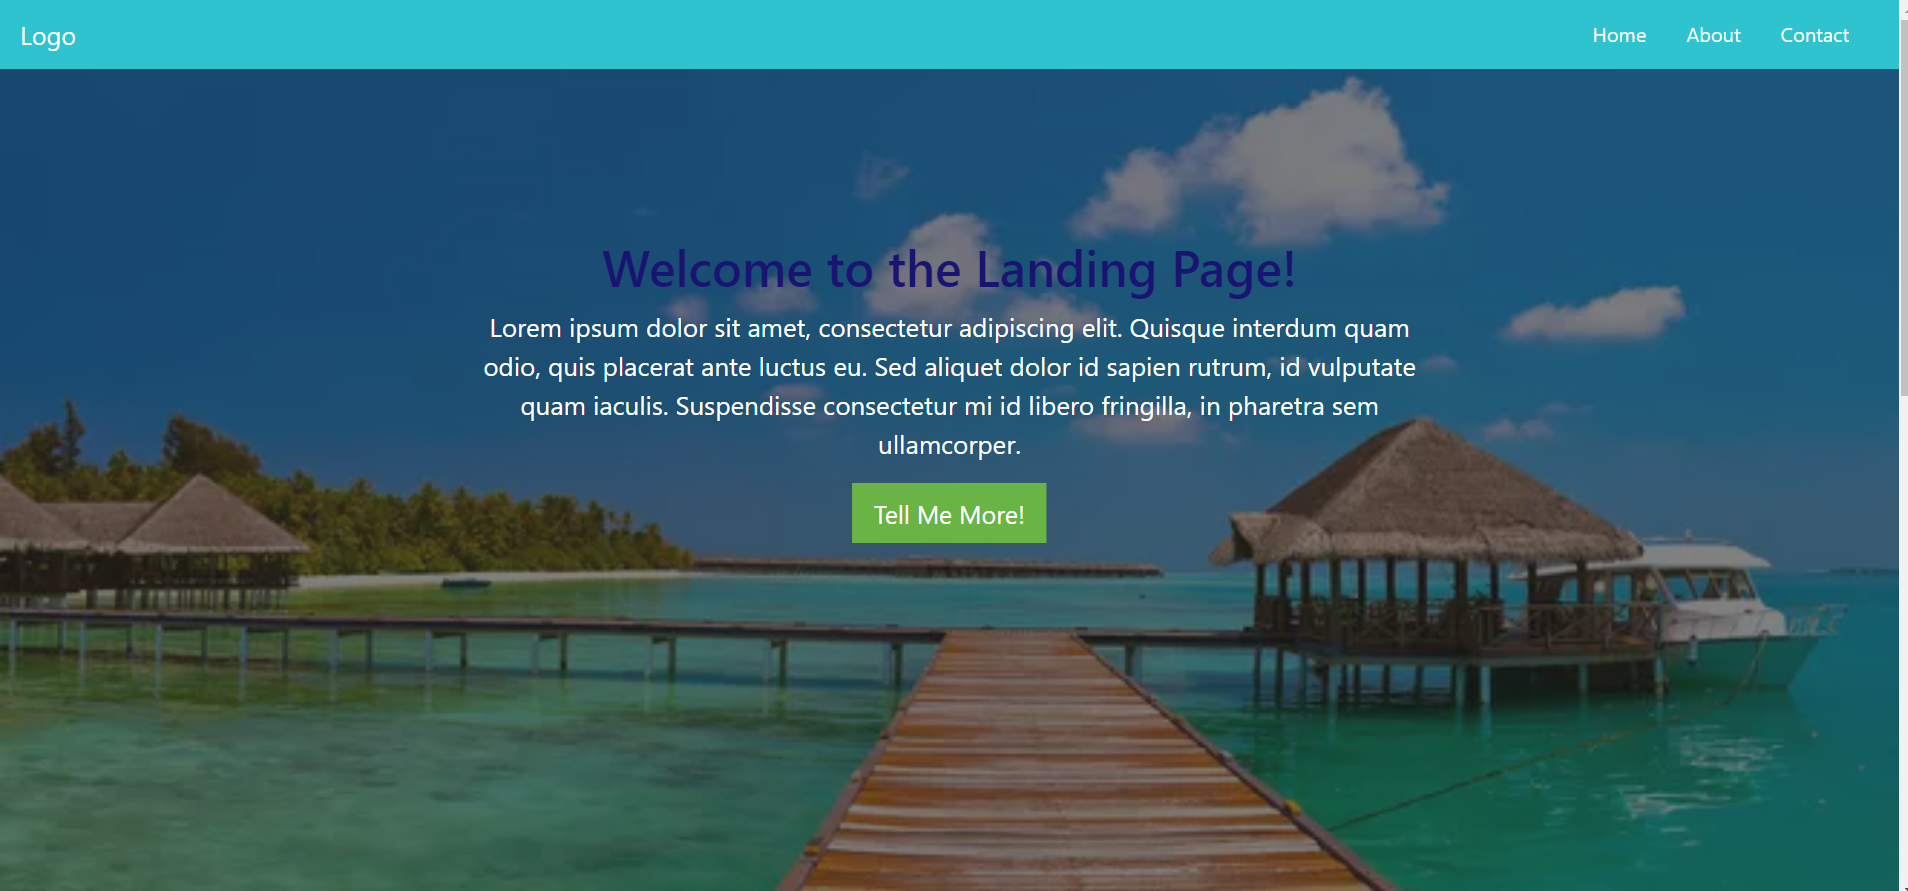 Logo
Home About Contact
Welcome to the Landing Page!
Lorem ipsum dolor sit amet, consectetur adipiscing elit. Quisque interdum quam
odio, quis placerat ante luctus eu. Sed aliquet dolor id sapien rutrum, id vulputate
quam iaculis. Suspendisse consectetur mi id libero fringilla, in pharetra sem
ullamcorper.
Tell Me More!